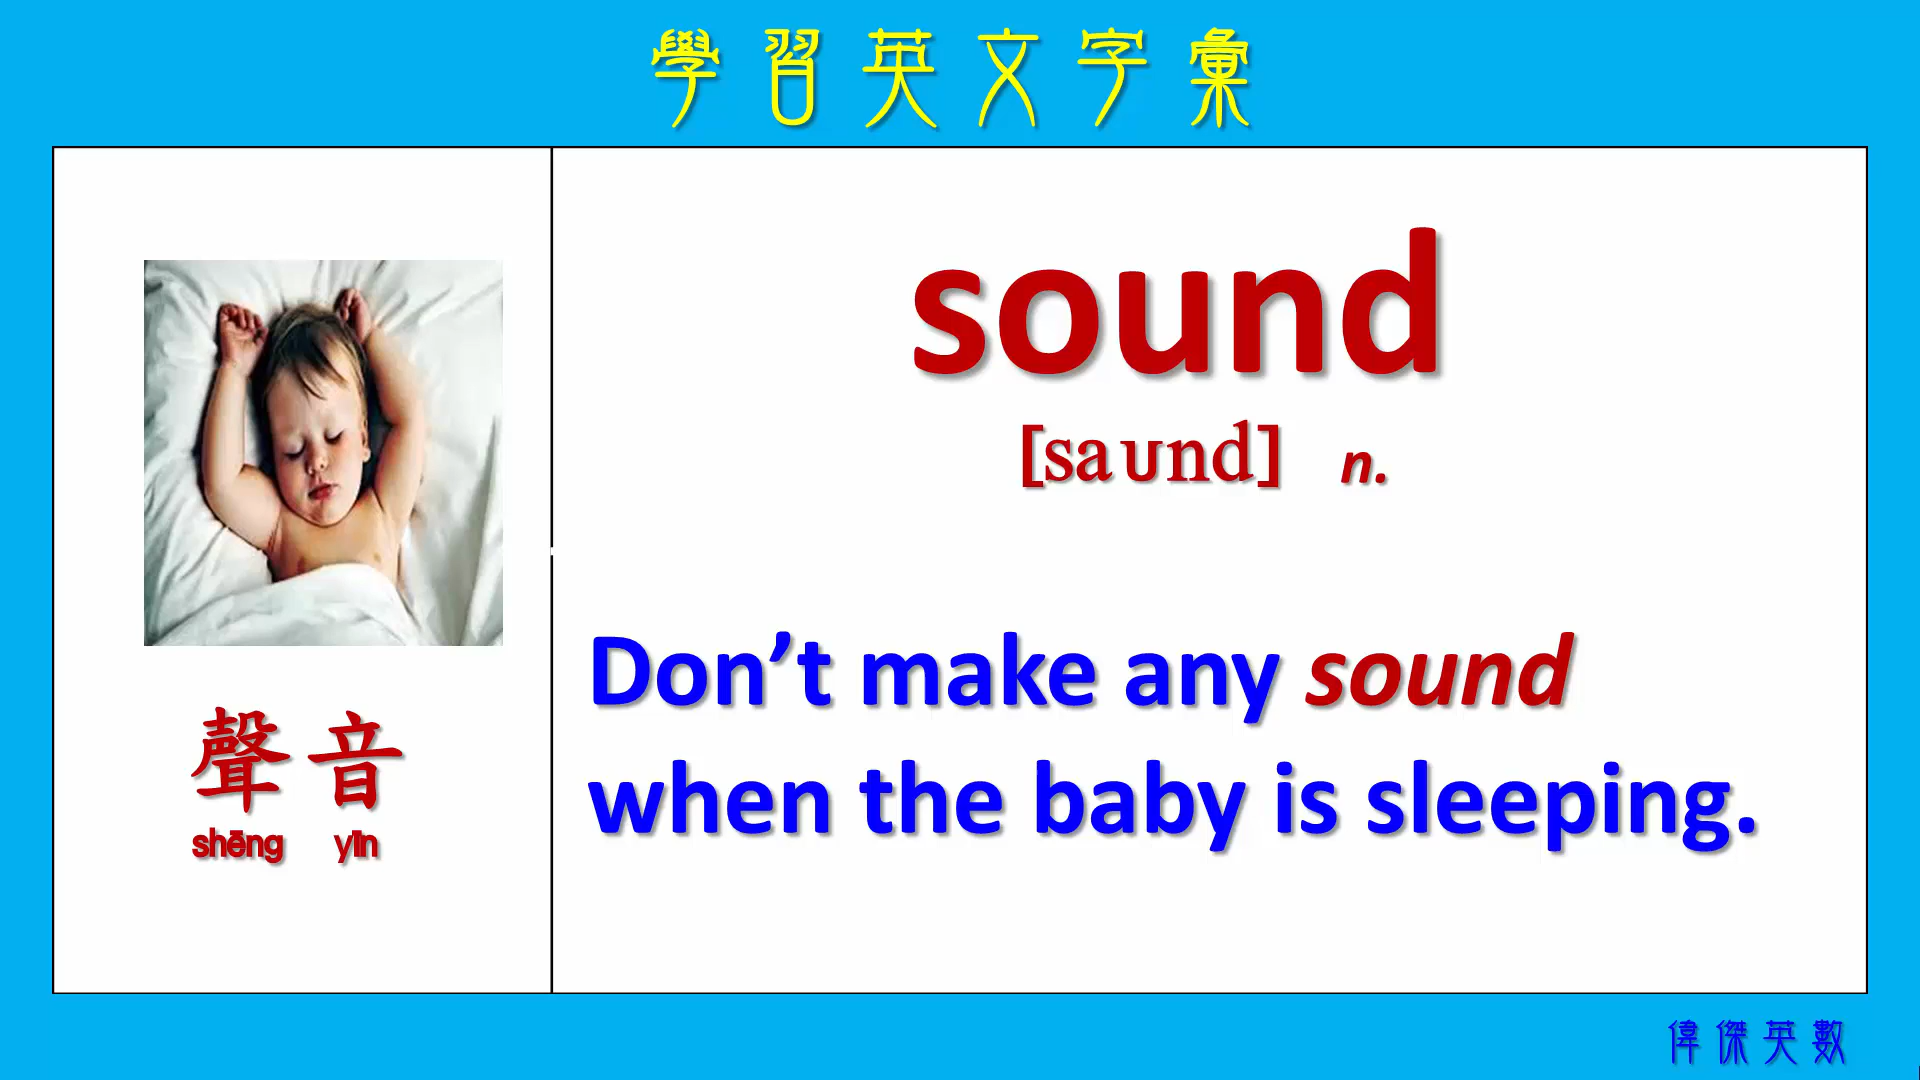 學習英文字彙
sound
[saʊnd] n.
Don’t make any sound
when the baby is sleeping.
聲音
shēng yīn
偉傑英數